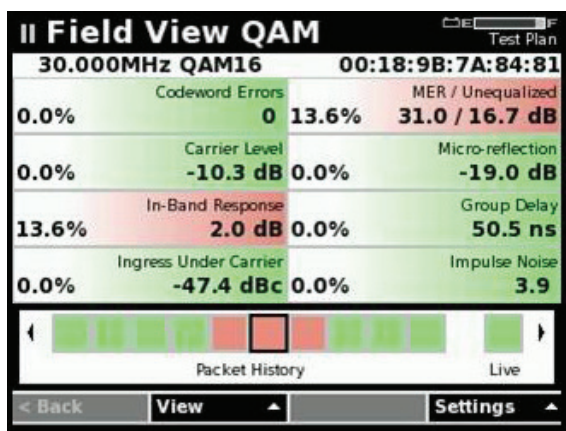 II Field View QAM
E F
Test Plan
30.000MHz QAM16 00:18:9B:7A:84:81
Codeword Errors
0.0% 0
MER / Unequalized
13.6% 31.0 / 16.7 dB
Carrier Level
0.0% -10.3 dB
Micro-reflection
0.0% -19.0 dB
In-Band Response
13.6% 2.0 dB
Group Delay
0.0% 50.5 ns
Ingress Under Carrier
0.0% -47.4 dBc
Impulse Noise
0.0% 3.9
Packet History Live
< Back View Settings